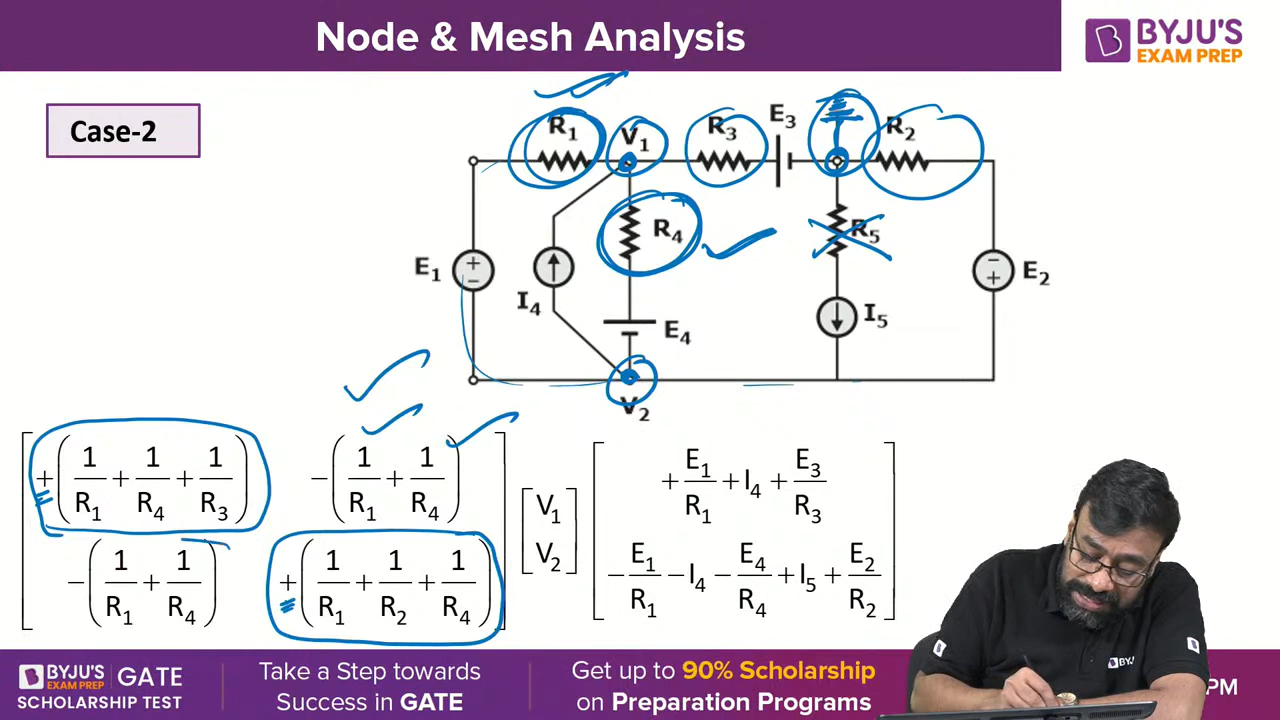 Node & Mesh Analysis
BYJU'S
EXAM PREP
Case-2
R₁ V₁ R₃ E₃ R₂
R₄ R₅
E₁ I₄ E₂
E₄ I₅
V₂
[ +(1/R₁ + 1/R₄ + 1/R₃) -(1/R₁ + 1/R₄) ] [ V₁ ] [ +E₁/R₁ + I₄ + E₃/R₃ ]
[ -(1/R₁ + 1/R₄) +(1/R₁ + 1/R₂ + 1/R₄) ] [ V₂ ] [ -E₁/R₁ - I₄ - E₄/R₄ + I₅ + E₂/R₂ ]
BYJU'S
EXAM PREP
GATE
SCHOLARSHIP TEST
Take a Step towards
Success in GATE
Get up to 90% Scholarship
on Preparation Programs
PM